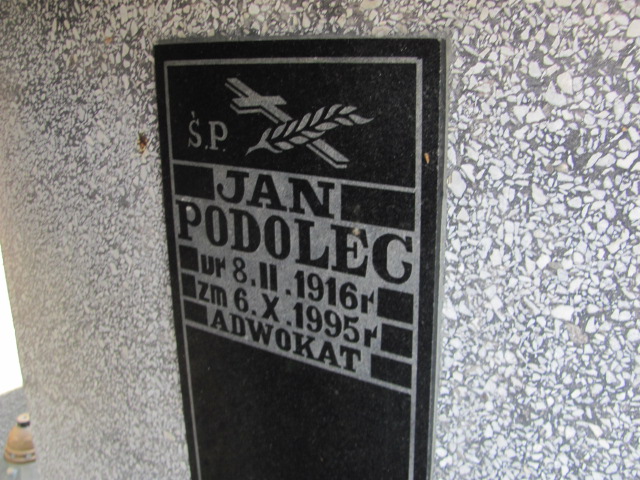 Ś.P.
JAN
PODOLEC
ur 8.II.1916r
zm 6.X.1995r
ADWOKAT